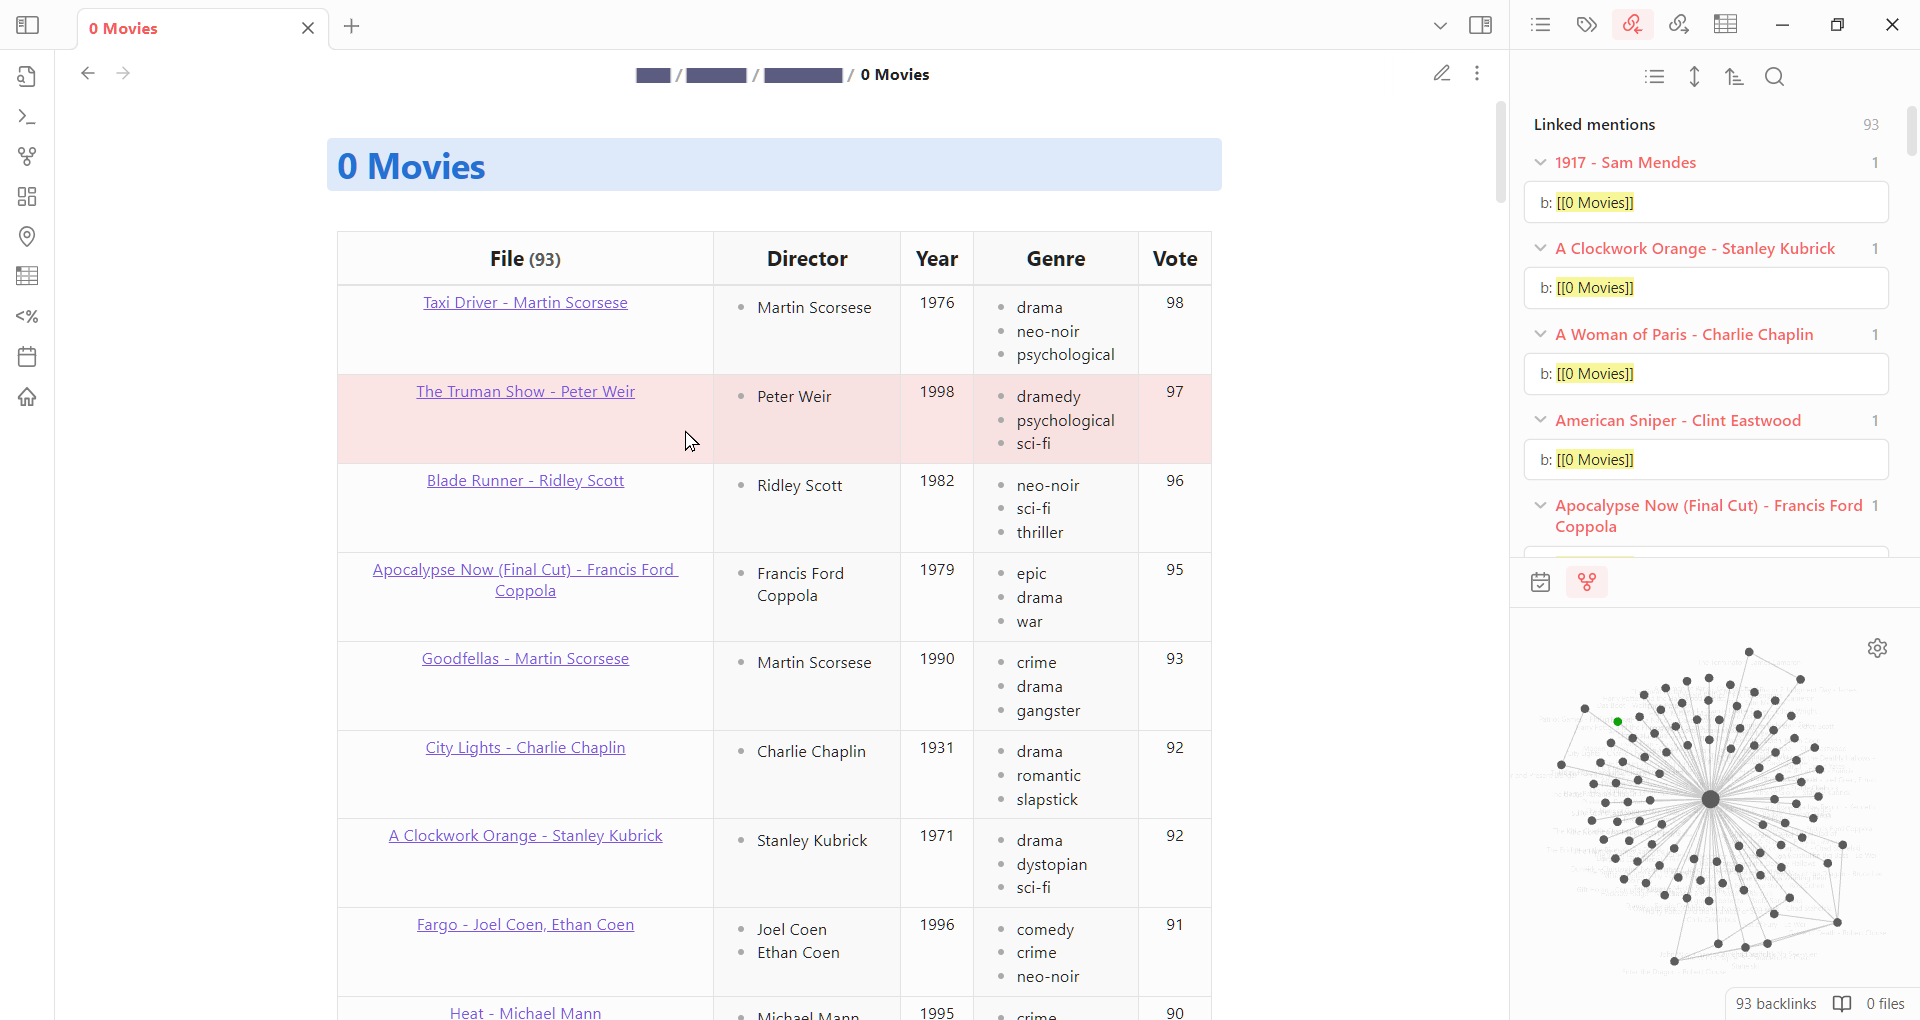 0 Movies
/ / / 0 Movies
0 Movies
File (93) Director Year Genre Vote
Taxi Driver - Martin Scorsese
Martin Scorsese
1976
drama
neo-noir
psychological
98
The Truman Show - Peter Weir
Peter Weir
1998
dramedy
psychological
sci-fi
97
Blade Runner - Ridley Scott
Ridley Scott
1982
neo-noir
sci-fi
thriller
96
Apocalypse Now (Final Cut) - Francis Ford
Coppola
Francis Ford
Coppola
1979
epic
drama
war
95
Goodfellas - Martin Scorsese
Martin Scorsese
1990
crime
drama
gangster
93
City Lights - Charlie Chaplin
Charlie Chaplin
1931
drama
romantic
slapstick
92
A Clockwork Orange - Stanley Kubrick
Stanley Kubrick
1971
drama
dystopian
sci-fi
92
Fargo - Joel Coen, Ethan Coen
Joel Coen
Ethan Coen
1996
comedy
crime
neo-noir
91
Heat - Michael Mann
Michael Mann
1995
crime
90
Linked mentions 93
1917 - Sam Mendes 1
b: [[0 Movies]]
A Clockwork Orange - Stanley Kubrick 1
b: [[0 Movies]]
A Woman of Paris - Charlie Chaplin 1
b: [[0 Movies]]
American Sniper - Clint Eastwood 1
b: [[0 Movies]]
Apocalypse Now (Final Cut) - Francis Ford 1
Coppola
93 backlinks 0 files